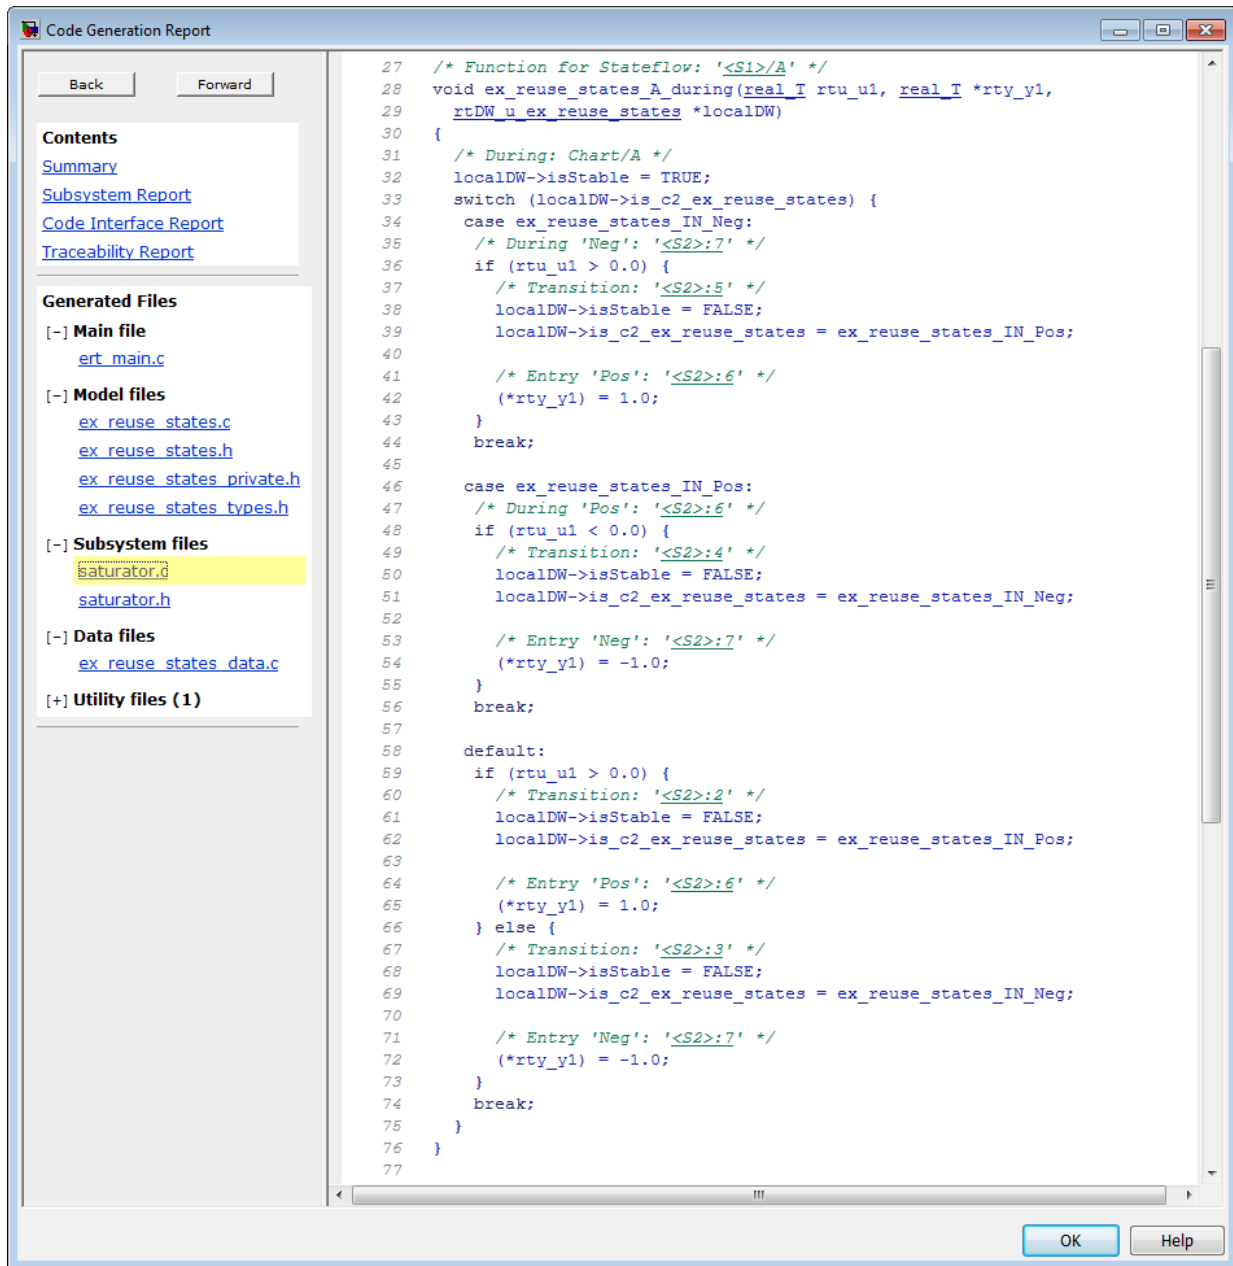 Code Generation Report
Back Forward
Contents
Summary
Subsystem Report
Code Interface Report
Traceability Report
Generated Files
[-] Main file
ert_main.c
[-] Model files
ex_reuse_states.c
ex_reuse_states.h
ex_reuse_states_private.h
ex_reuse_states_types.h
[-] Subsystem files
saturator.c
saturator.h
[-] Data files
ex_reuse_states_data.c
[+] Utility files (1)
27 /* Function for Stateflow: '<S1>/A' */
28 void ex_reuse_states_A_during(real_T rtu_u1, real_T *rty_y1,
29 rtDW_u_ex_reuse_states *localDW)
30 {
31 /* During: Chart/A */
32 localDW->isStable = TRUE;
33 switch (localDW->is_c2_ex_reuse_states) {
34 case ex_reuse_states_IN_Neg:
35 /* During 'Neg': '<S2>:7' */
36 if (rtu_u1 > 0.0) {
37 /* Transition: '<S2>:5' */
38 localDW->isStable = FALSE;
39 localDW->is_c2_ex_reuse_states = ex_reuse_states_IN_Pos;
40
41 /* Entry 'Pos': '<S2>:6' */
42 (*rty_y1) = 1.0;
43 }
44 break;
45
46 case ex_reuse_states_IN_Pos:
47 /* During 'Pos': '<S2>:6' */
48 if (rtu_u1 < 0.0) {
49 /* Transition: '<S2>:4' */
50 localDW->isStable = FALSE;
51 localDW->is_c2_ex_reuse_states = ex_reuse_states_IN_Neg;
52
53 /* Entry 'Neg': '<S2>:7' */
54 (*rty_y1) = -1.0;
55 }
56 break;
57
58 default:
59 if (rtu_u1 > 0.0) {
60 /* Transition: '<S2>:2' */
61 localDW->isStable = FALSE;
62 localDW->is_c2_ex_reuse_states = ex_reuse_states_IN_Pos;
63
64 /* Entry 'Pos': '<S2>:6' */
65 (*rty_y1) = 1.0;
66 } else {
67 /* Transition: '<S2>:3' */
68 localDW->isStable = FALSE;
69 localDW->is_c2_ex_reuse_states = ex_reuse_states_IN_Neg;
70
71 /* Entry 'Neg': '<S2>:7' */
72 (*rty_y1) = -1.0;
73 }
74 break;
75 }
76 }
77
OK Help